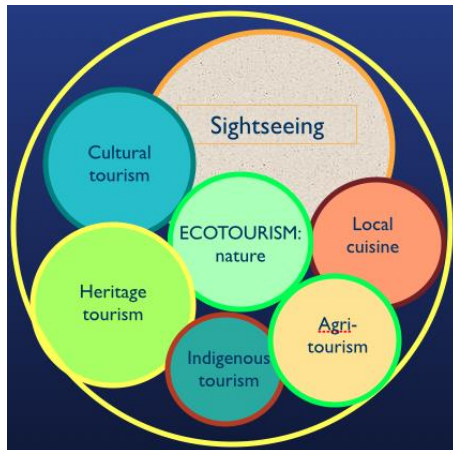 Sightseeing
Cultural
tourism
ECOTOURISM:
nature
Local
cuisine
Heritage
tourism
Agri-
tourism
Indigenous
tourism